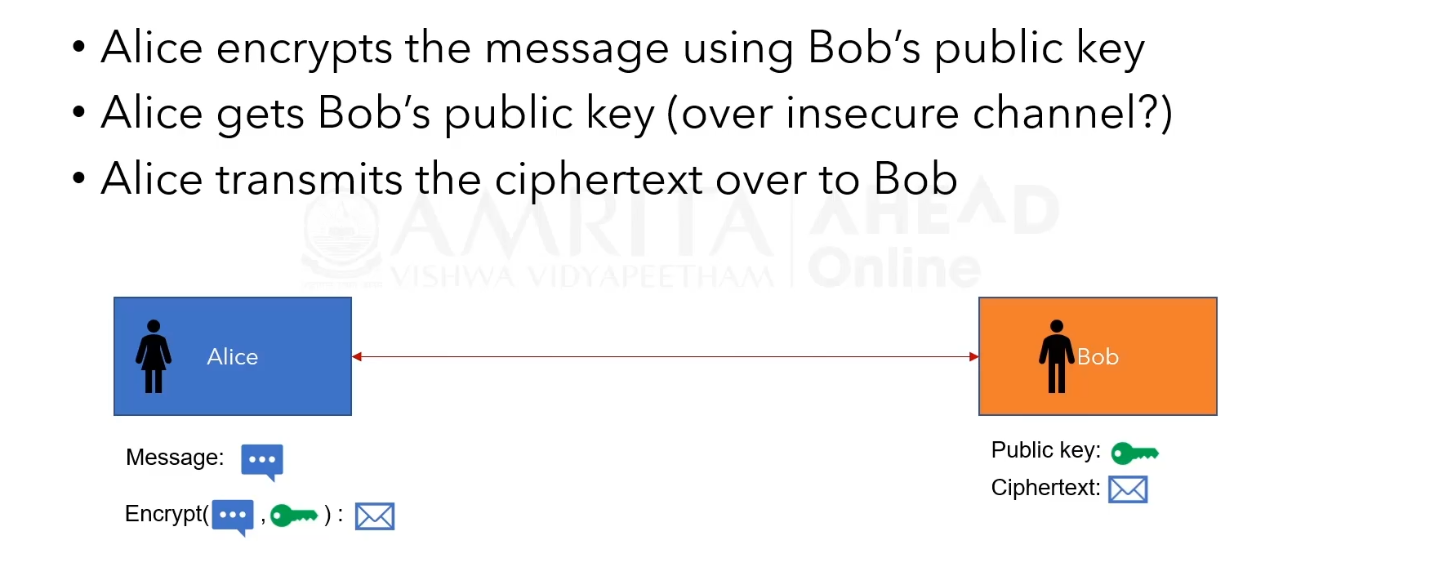 • Alice encrypts the message using Bob’s public key
• Alice gets Bob’s public key (over insecure channel?)
• Alice transmits the ciphertext over to Bob
AMRITA
VISHWA VIDYAPEETHAM
AHEAD
Online
Alice
Bob
Message:
Encrypt( , ) :
Public key:
Ciphertext: